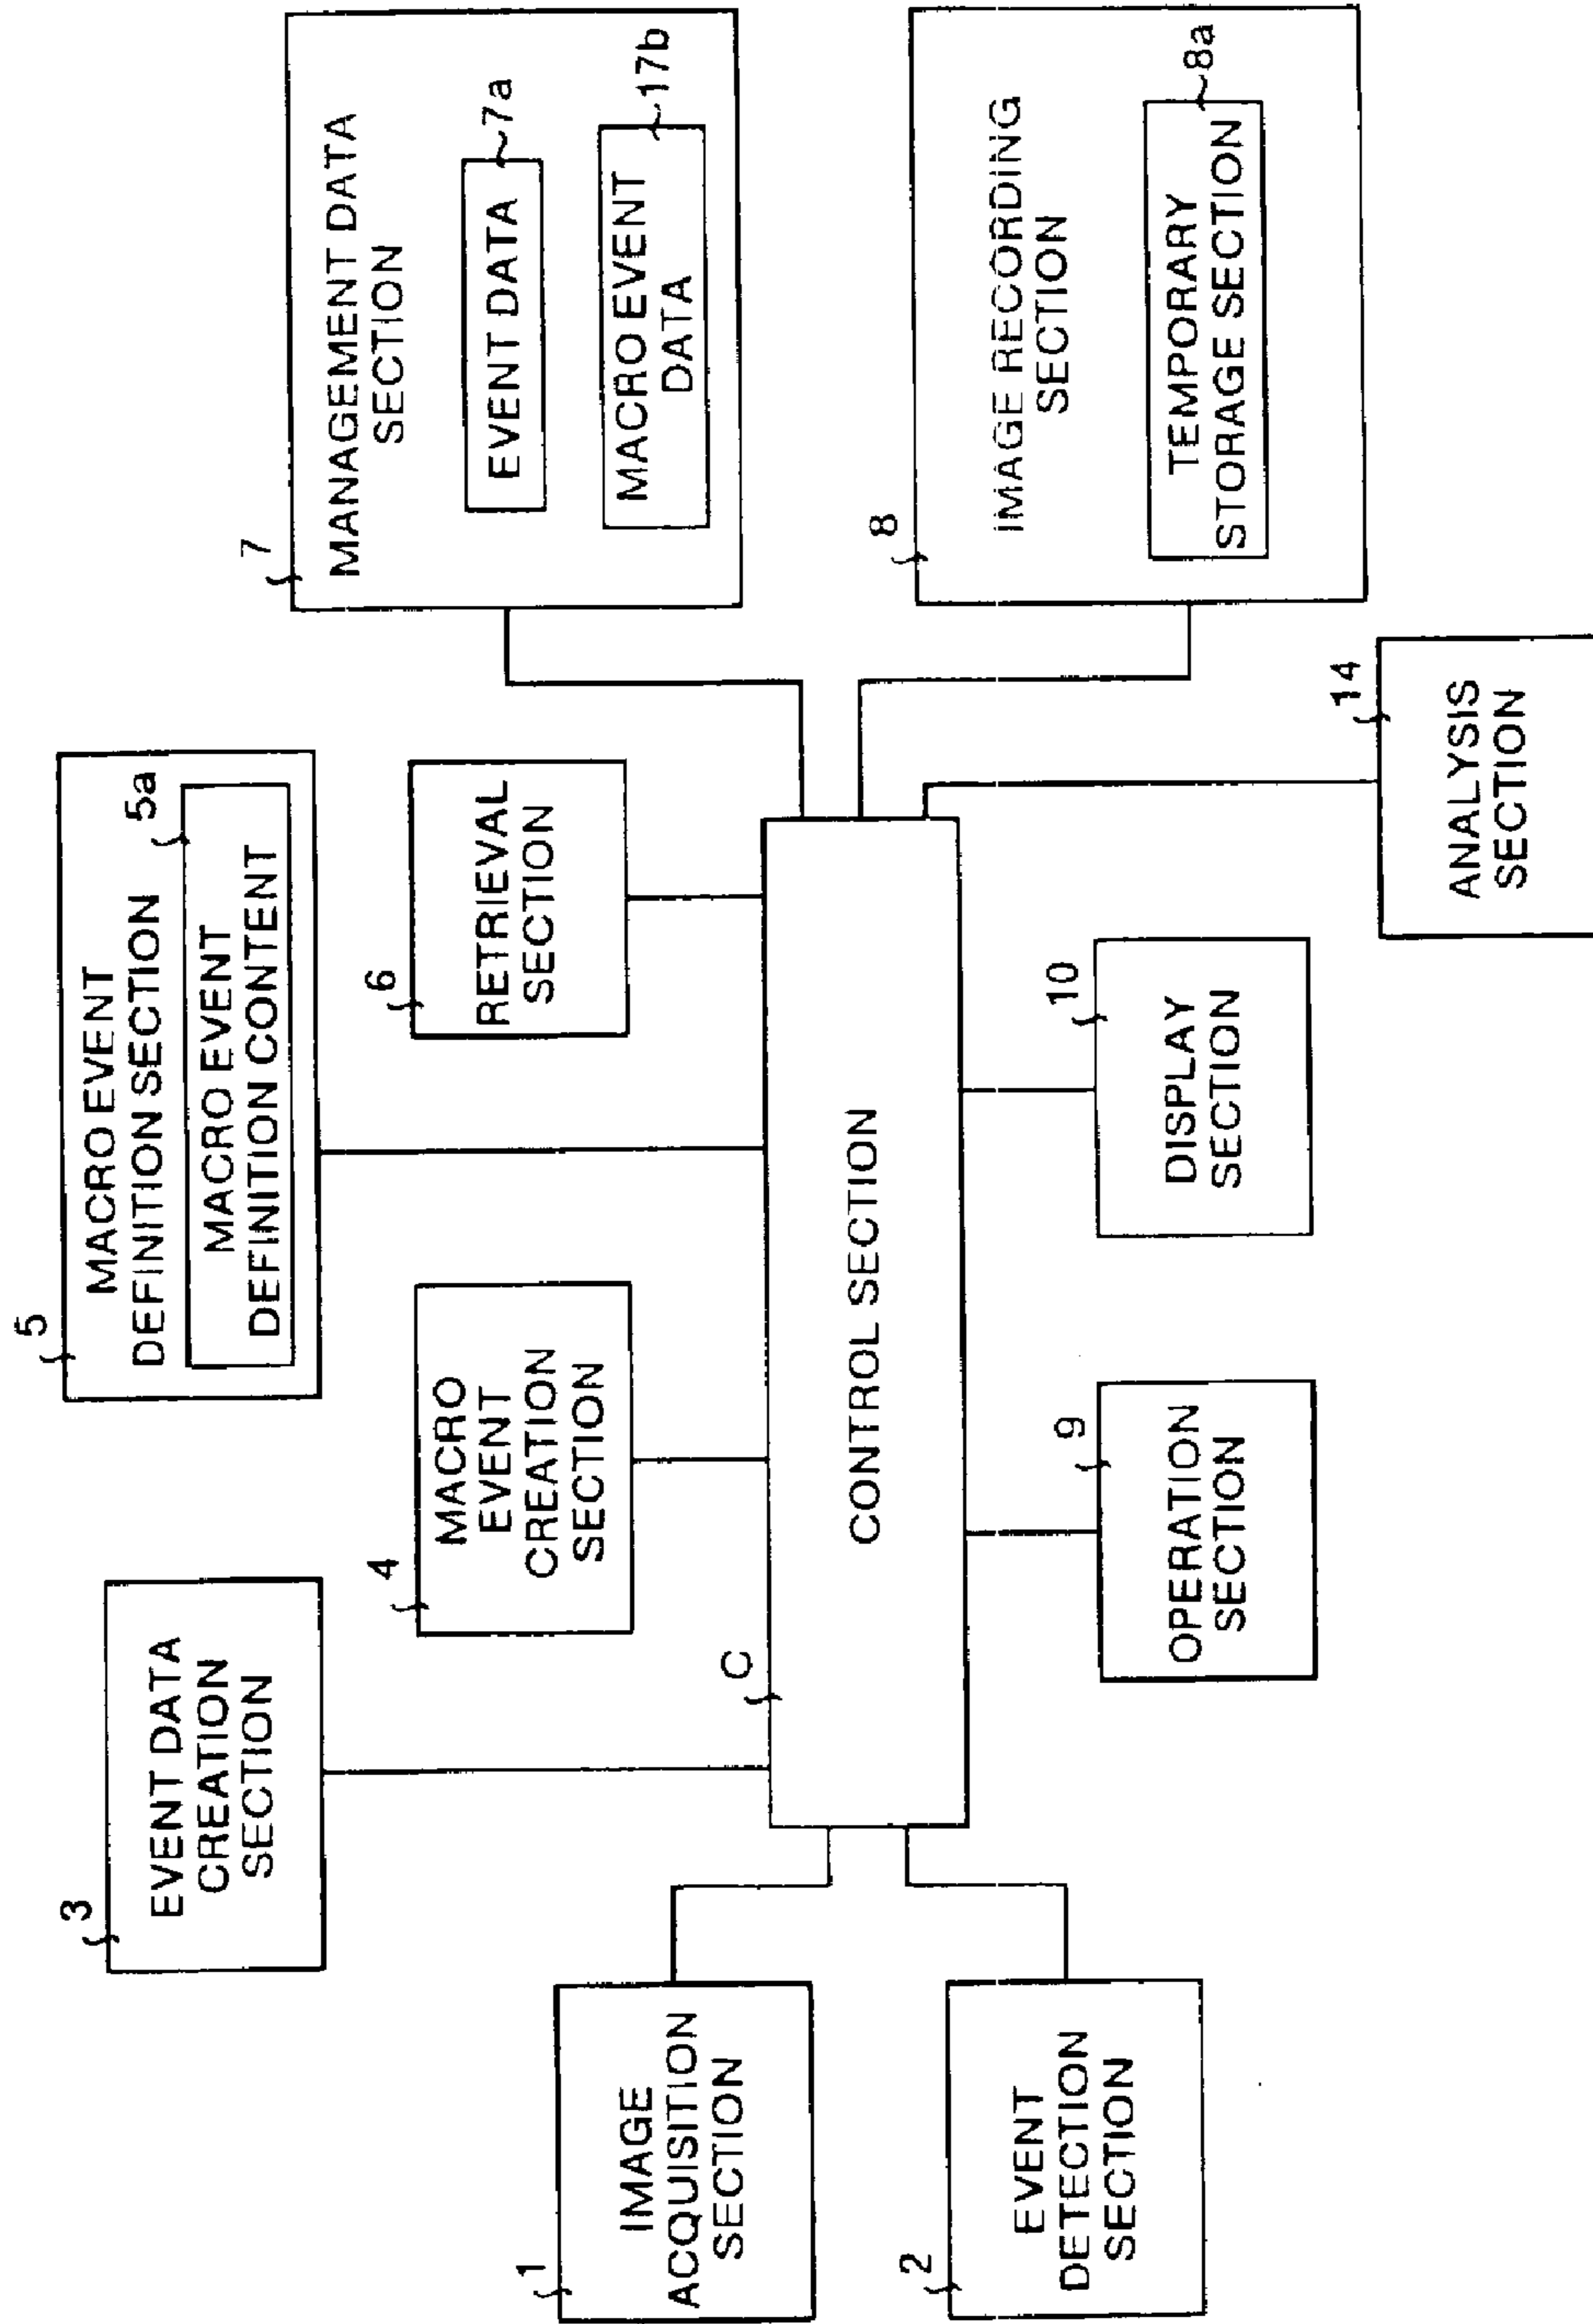 3
EVENT DATA
CREATION
SECTION
4
MACRO
EVENT
CREATION
SECTION
5
MACRO EVENT
DEFINITION SECTION
5a
MACRO EVENT
DEFINITION CONTENT
6
RETRIEVAL
SECTION
7
MANAGEMENT DATA
SECTION
EVENT DATA
7a
MACRO EVENT
DATA
17b
1
IMAGE
ACQUISITION
SECTION
2
EVENT
DETECTION
SECTION
C
CONTROL SECTION
8
IMAGE RECORDING
SECTION
TEMPORARY
STORAGE SECTION
8a
9
OPERATION
SECTION
10
DISPLAY
SECTION
14
ANALYSIS
SECTION